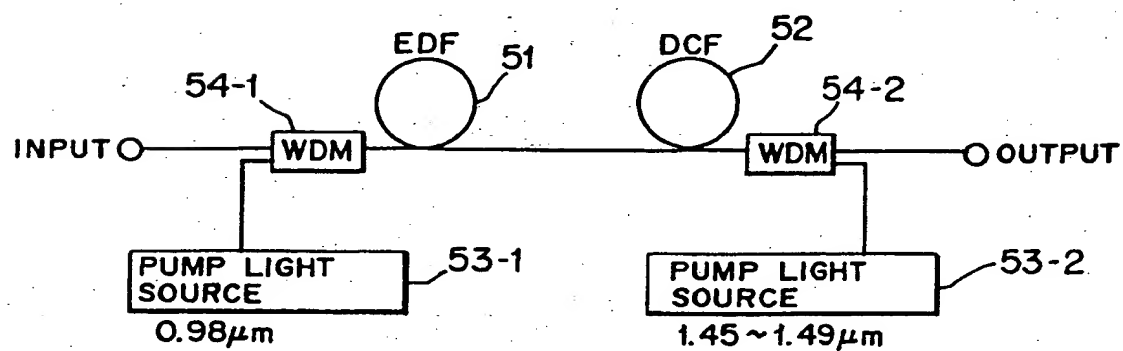 EDF
51
DCF
52
54-1
54-2
INPUT
WDM
WDM
OUTPUT
PUMP LIGHT
SOURCE
53-1
0.98μm
PUMP LIGHT
SOURCE
53-2
1.45~1.49μm